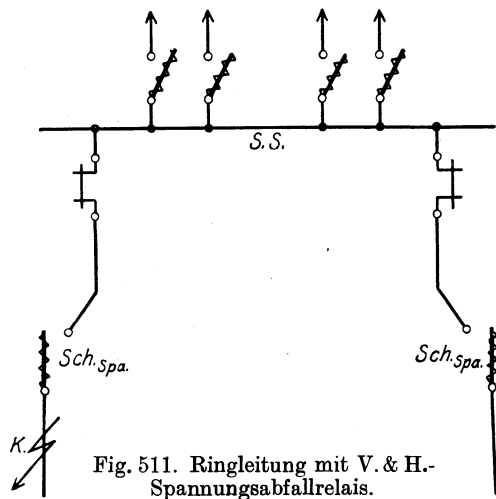 S. S.
Sch.Spa.
Sch.Spa.
K.
Fig. 511. Ringleitung mit V. & H.-
Spannungsabfallrelais.